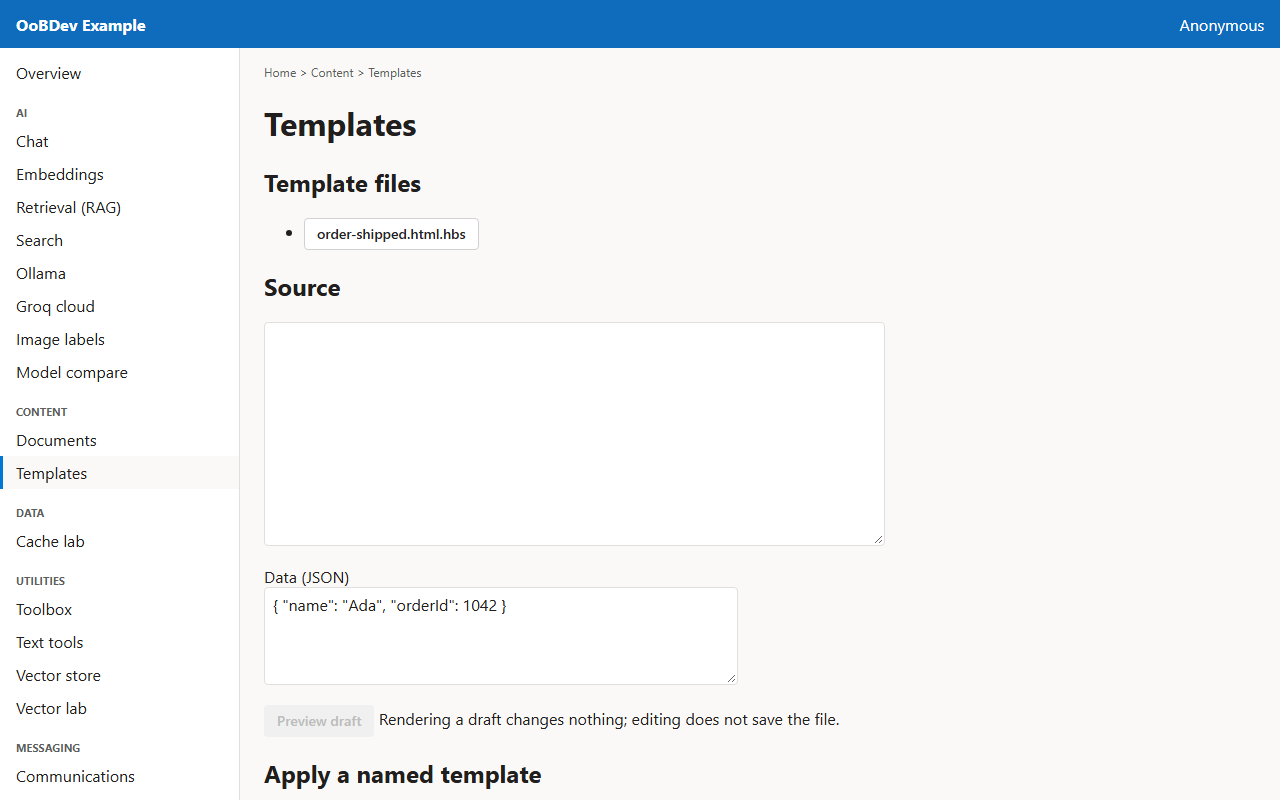 OoBDev Example
Anonymous
Overview
AI
Chat
Embeddings
Retrieval (RAG)
Search
Ollama
Groq cloud
Image labels
Model compare
CONTENT
Documents
Templates
DATA
Cache lab
UTILITIES
Toolbox
Text tools
Vector store
Vector lab
MESSAGING
Communications
Home > Content > Templates
Templates
Template files
order-shipped.html.hbs
Source
Data (JSON)
{ "name": "Ada", "orderId": 1042 }
Preview draft Rendering a draft changes nothing; editing does not save the file.
Apply a named template